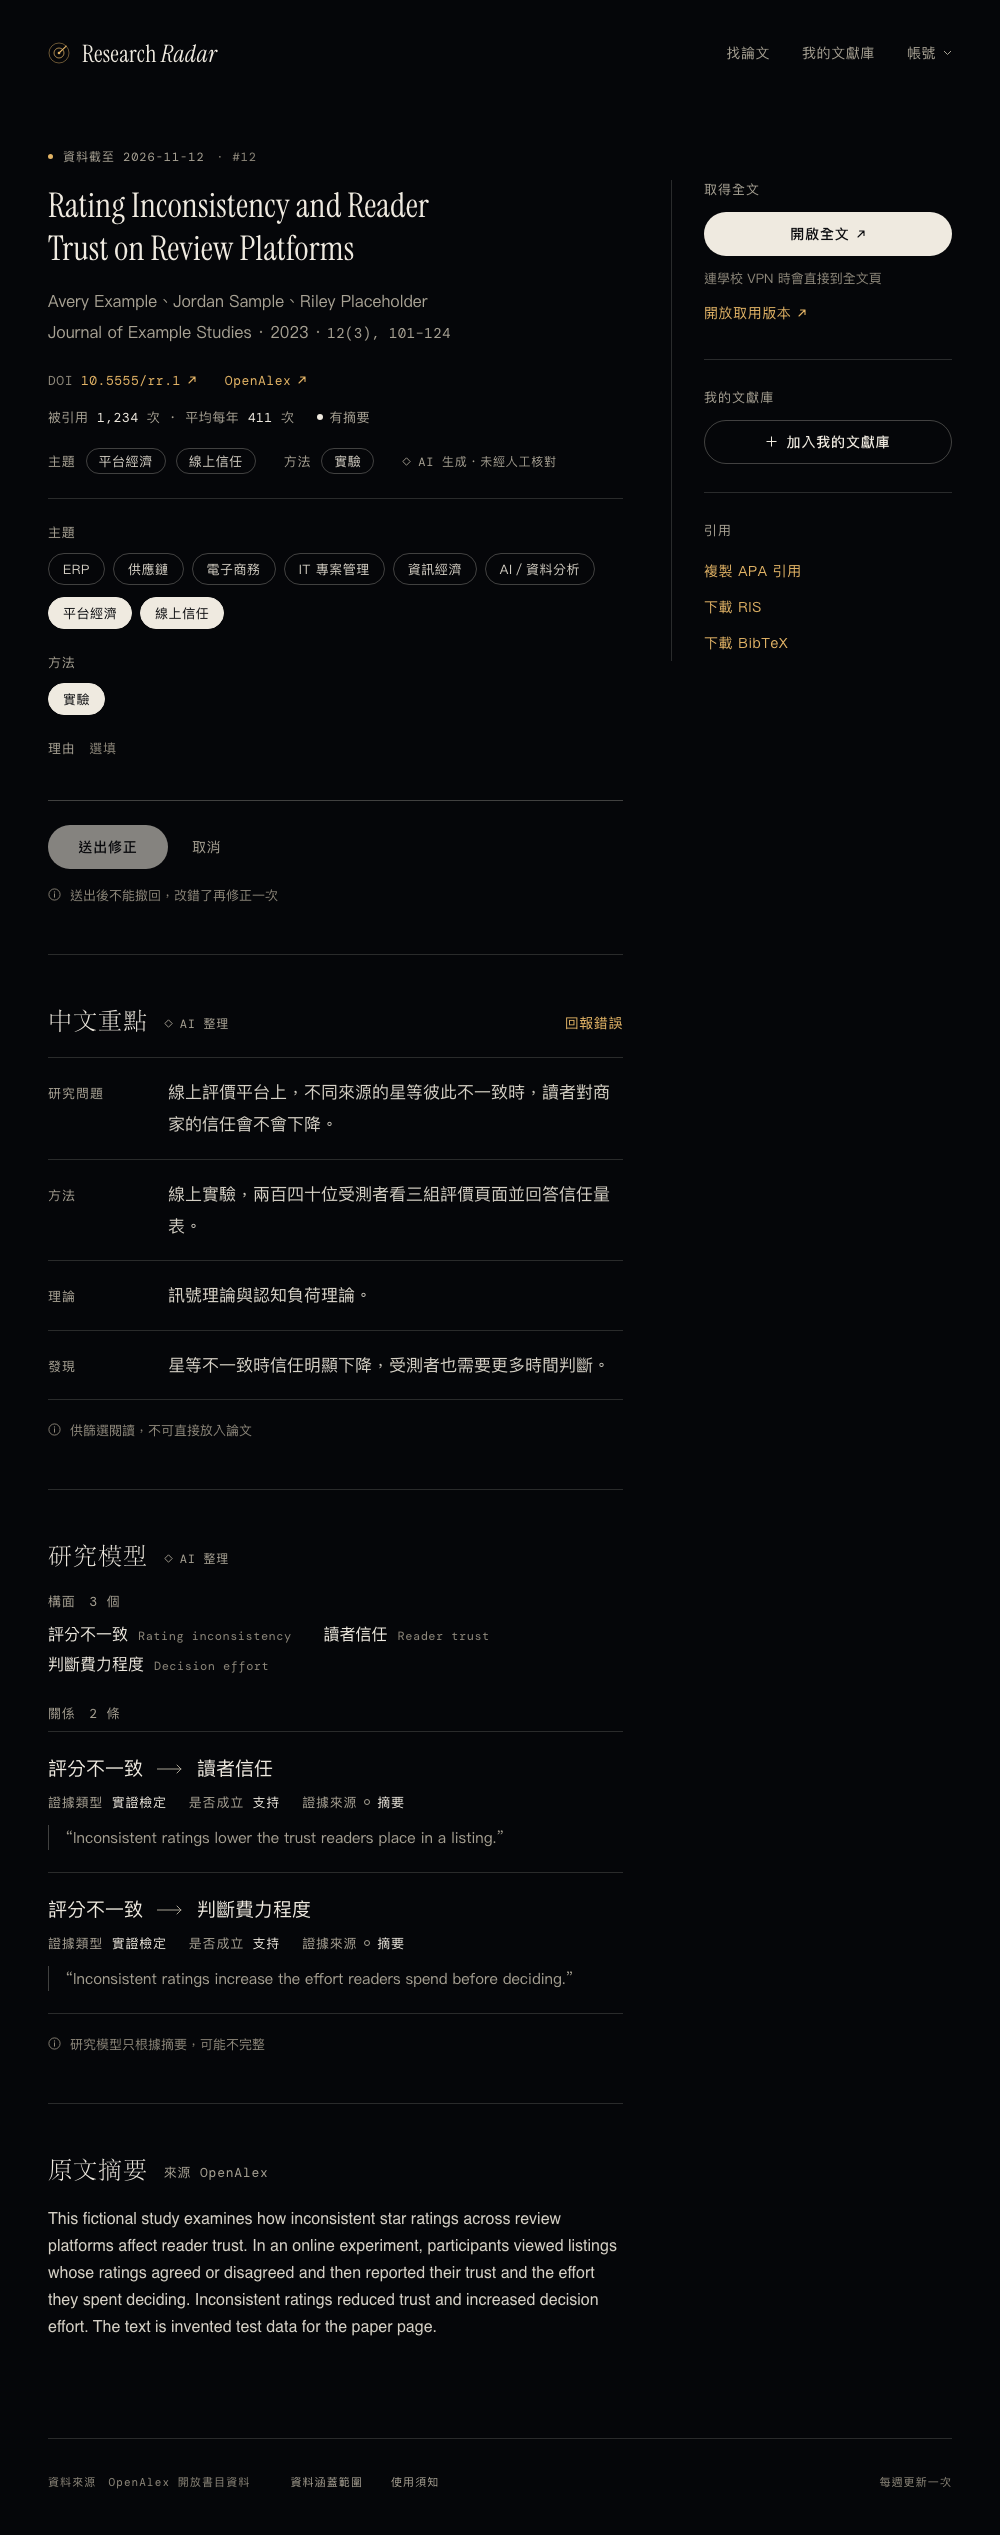 Research Radar
找論文 我的文獻庫 帳號
資料截至 2026-11-12 · #12
Rating Inconsistency and Reader
Trust on Review Platforms
Avery Example、Jordan Sample、Riley Placeholder
Journal of Example Studies · 2023 · 12(3), 101–124
DOI 10.5555/rr.1 ↗ OpenAlex ↗
被引用 1,234 次 · 平均每年 411 次 有摘要
主題 平台經濟 線上信任 方法 實驗 ◇ AI 生成·未經人工核對
主題
ERP 供應鏈 電子商務 IT 專案管理 資訊經濟 AI / 資料分析
平台經濟 線上信任
方法
實驗
理由 選填
送出修正 取消
送出後不能撤回，改錯了再修正一次
取得全文
開啟全文 ↗
連學校 VPN 時會直接到全文頁
開放取用版本 ↗
我的文獻庫
+ 加入我的文獻庫
引用
複製 APA 引用
下載 RIS
下載 BibTeX
中文重點 ◇ AI 整理 回報錯誤
研究問題 線上評價平台上，不同來源的星等彼此不一致時，讀者對商
家的信任會不會下降。
方法 線上實驗，兩百四十位受測者看三組評價頁面並回答信任量
表。
理論 訊號理論與認知負荷理論。
發現 星等不一致時信任明顯下降，受測者也需要更多時間判斷。
供篩選閱讀，不可直接放入論文
研究模型 ◇ AI 整理
構面 3 個
評分不一致 Rating inconsistency 讀者信任 Reader trust
判斷費力程度 Decision effort
關係 2 條
評分不一致 → 讀者信任
證據類型 實證檢定 是否成立 支持 證據來源 摘要
“Inconsistent ratings lower the trust readers place in a listing.”
評分不一致 → 判斷費力程度
證據類型 實證檢定 是否成立 支持 證據來源 摘要
“Inconsistent ratings increase the effort readers spend before deciding.”
研究模型只根據摘要，可能不完整
原文摘要 來源 OpenAlex
This fictional study examines how inconsistent star ratings across review
platforms affect reader trust. In an online experiment, participants viewed listings
whose ratings agreed or disagreed and then reported their trust and the effort
they spent deciding. Inconsistent ratings reduced trust and increased decision
effort. The text is invented test data for the paper page.
資料來源 OpenAlex 開放書目資料 資料涵蓋範圍 使用須知 每週更新一次